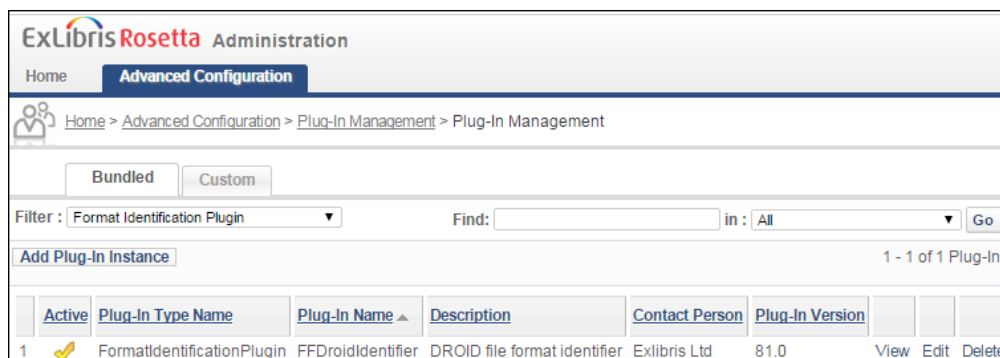 ExLibris Rosetta Administration
Home Advanced Configuration
Home > Advanced Configuration > Plug-In Management > Plug-In Management
Bundled Custom
Filter : Format Identification Plugin Find: in : All Go
Add Plug-In Instance 1 - 1 of 1 Plug-In
Active Plug-In Type Name Plug-In Name Description Contact Person Plug-In Version
1 FormatIdentificationPlugin FFDroidIdentifier DROID file format identifier Exlibris Ltd 81.0 View Edit Delete